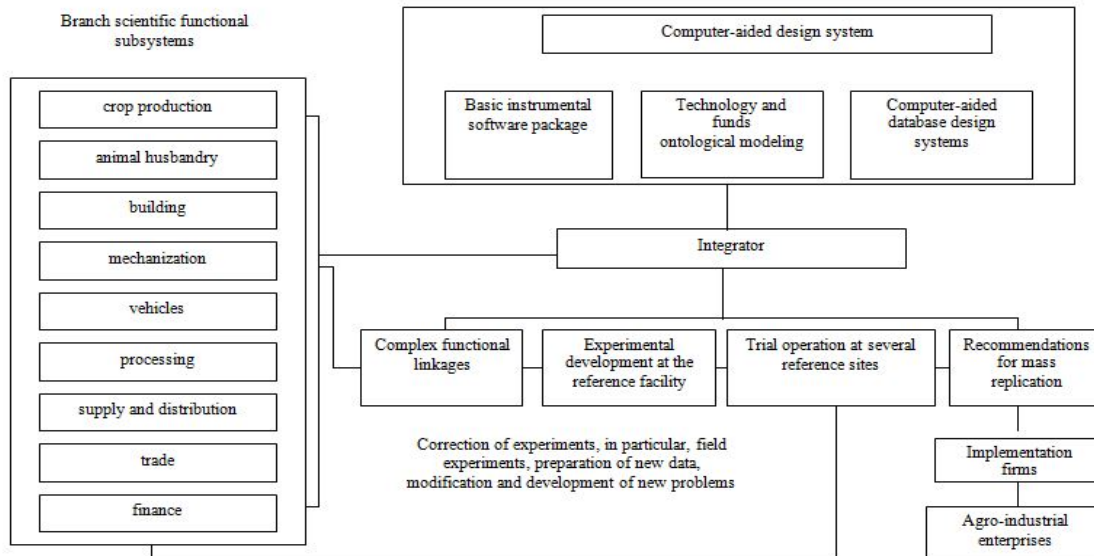 Branch scientific functional
subsystems
crop production
animal husbandry
building
mechanization
vehicles
processing
supply and distribution
trade
finance
Computer-aided design system
Basic instrumental
software package
Technology and
funds
ontological modeling
Computer-aided
database design
systems
Integrator
Complex functional
linkages
Experimental
development at the
reference facility
Trial operation at several
reference sites
Recommendations
for mass
replication
Correction of experiments, in particular, field
experiments, preparation of new data,
modification and development of new problems
Implementation
firms
Agro-industrial
enterprises